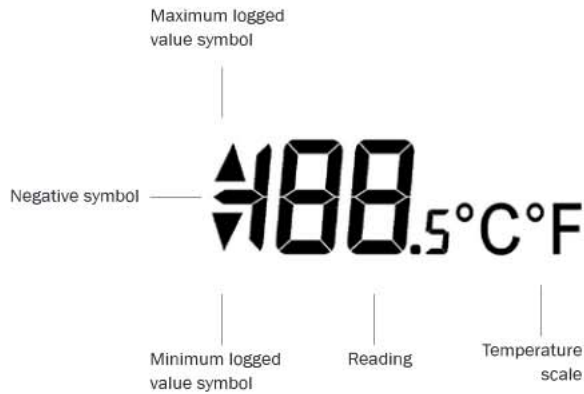 Maximum logged
value symbol
-188.5°C°F
Negative symbol
Minimum logged
value symbol
Reading
Temperature
scale